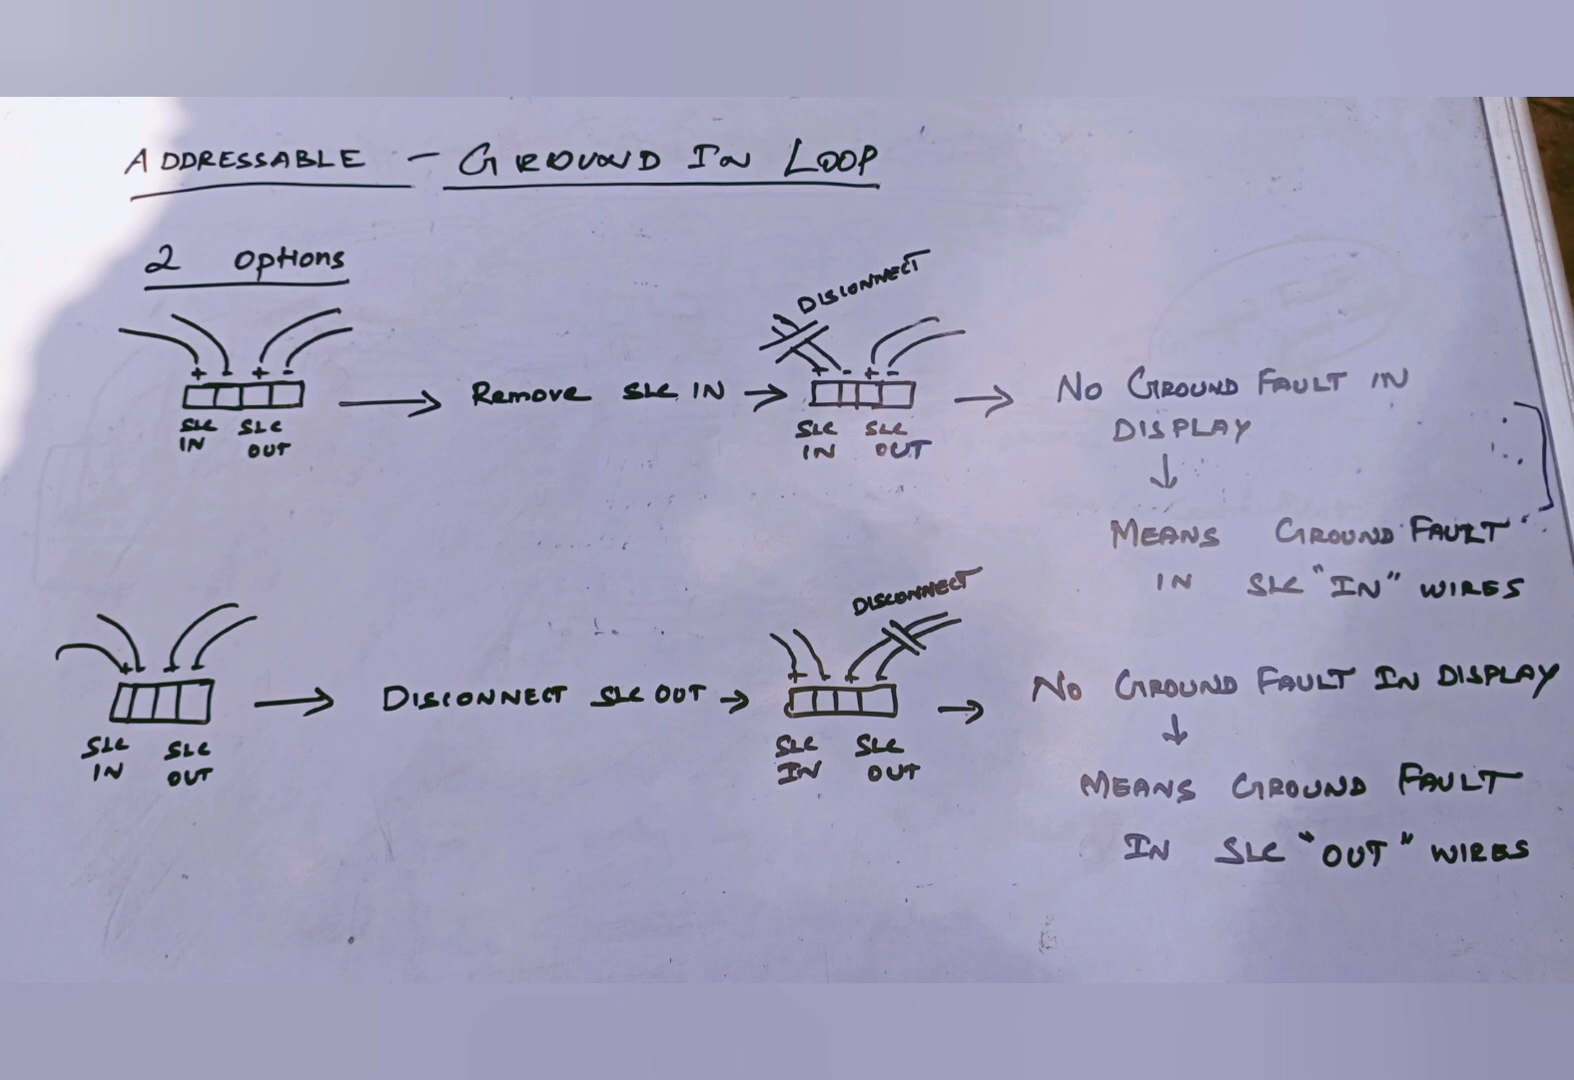 ADDRESSABLE - GROUND IN LOOP
2 options
+ - + -
SLC IN SLC OUT
Remove SLC IN
DISCONNECT
+ - + -
SLC IN SLC OUT
NO GROUND FAULT IN
DISPLAY
MEANS GROUND FAULT
IN SLC "IN" WIRES
+ - + -
SLC IN SLC OUT
DISCONNECT SLC OUT
DISCONNECT
+ - + -
SLC IN SLC OUT
NO GROUND FAULT IN DISPLAY
MEANS GROUND FAULT
IN SLC "OUT" WIRES